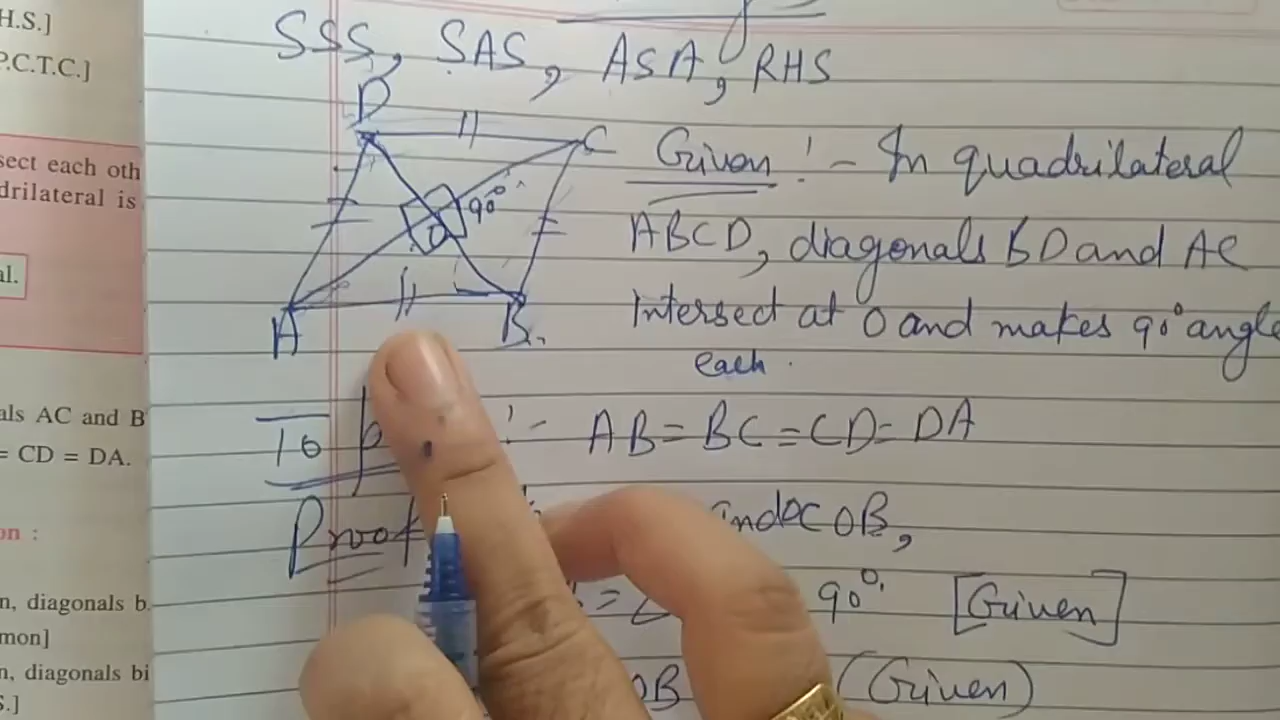 H.S.]
P.C.T.C.]
sect each oth
drilateral is
al.
als AC and B
= CD = DA.
on :
n, diagonals b
mon]
n, diagonals bi
S.]
SSS, SAS, ASA, RHS
D
C
90°
O
A
B
Given :- In quadrilateral
ABCD, diagonals BD and AC
Intersect at O and makes 90° angle
each.
To :- AB = BC = CD = DA
Proof and COB,
= ∠ 90° [Given]
OB (Given)